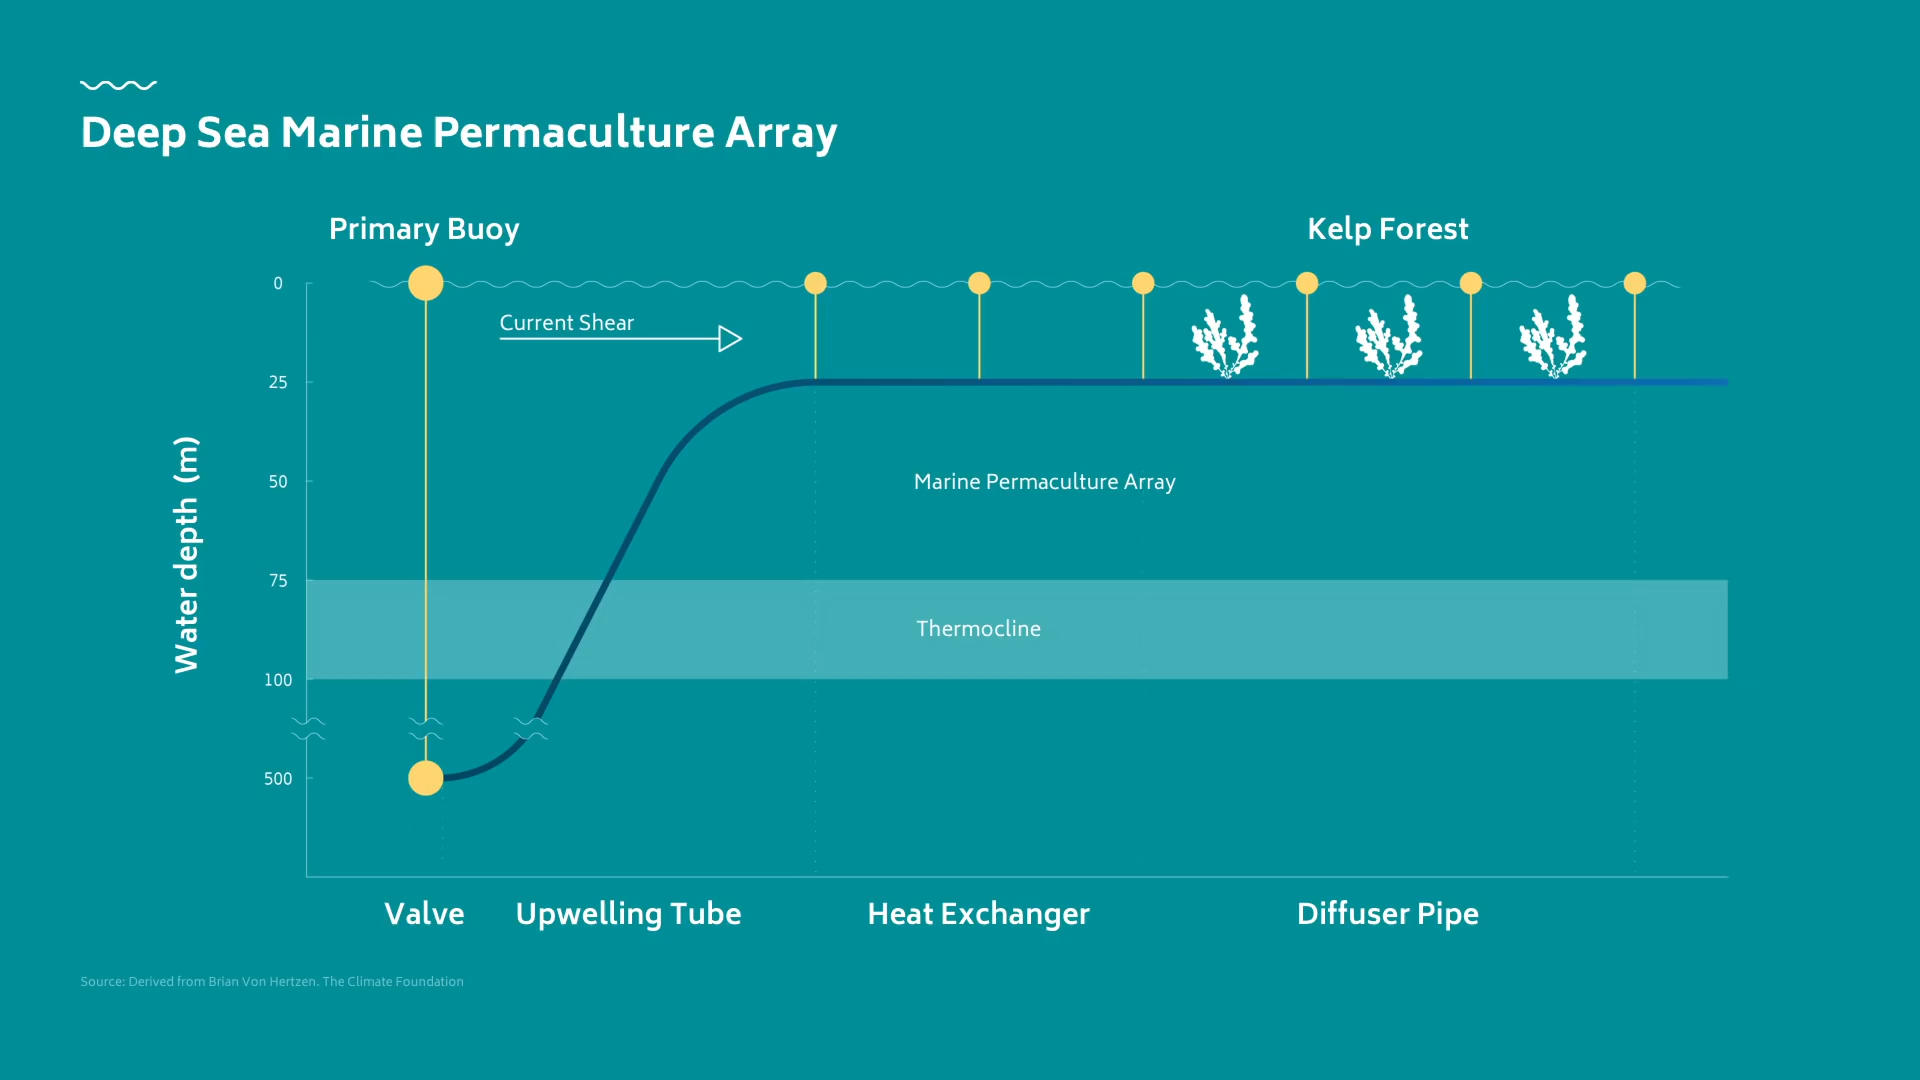 Deep Sea Marine Permaculture Array
Primary Buoy
Kelp Forest
0
Current Shear
25
Water depth (m)
50
Marine Permaculture Array
75
Thermocline
100
500
Valve
Upwelling Tube
Heat Exchanger
Diffuser Pipe
Source: Derived from Brian Von Hertzen. The Climate Foundation